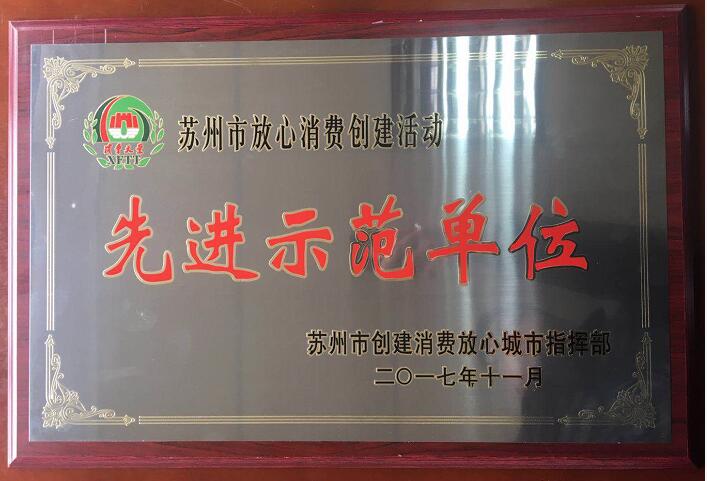 苏州市放心消费创建活动
XFTT
先进示范单位
苏州市创建消费放心城市指挥部
二〇一七年十一月